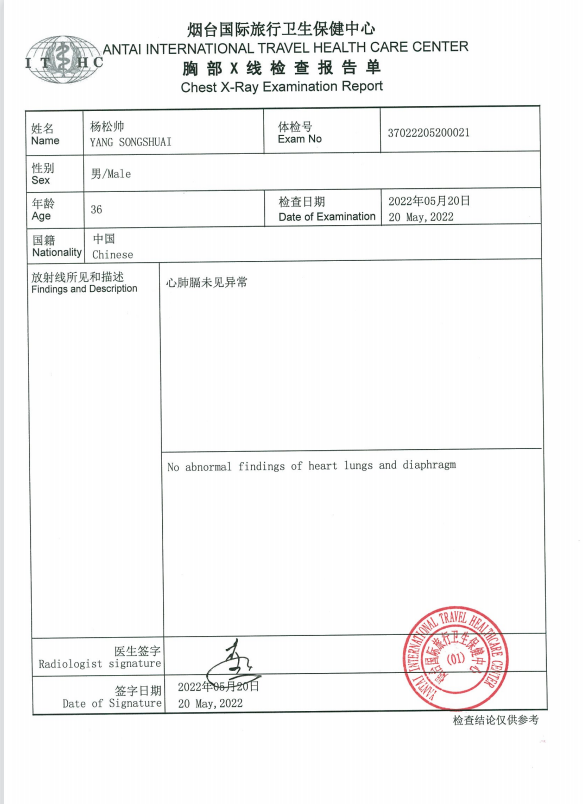 烟台国际旅行卫生保健中心
ANTAI INTERNATIONAL TRAVEL HEALTH CARE CENTER
I T H C
胸部X线检查报告单
Chest X-Ray Examination Report
姓名
Name
杨松帅
YANG SONGSHUAI
体检号
Exam No
37022205200021
性别
Sex
男/Male
年龄
Age
36
检查日期
Date of Examination
2022年05月20日
20 May,2022
国籍
Nationality
中国
Chinese
放射线所见和描述
Findings and Description
心肺膈未见异常
No abnormal findings of heart lungs and diaphragm
医生签字
Radiologist signature
签字日期
Date of Signature
2022年05月20日
20 May,2022
YANTAI INTERNATIONAL TRAVEL HEALTHCARE CENTER
烟台国际旅行卫生保健中心
(01)
检查结论仅供参考